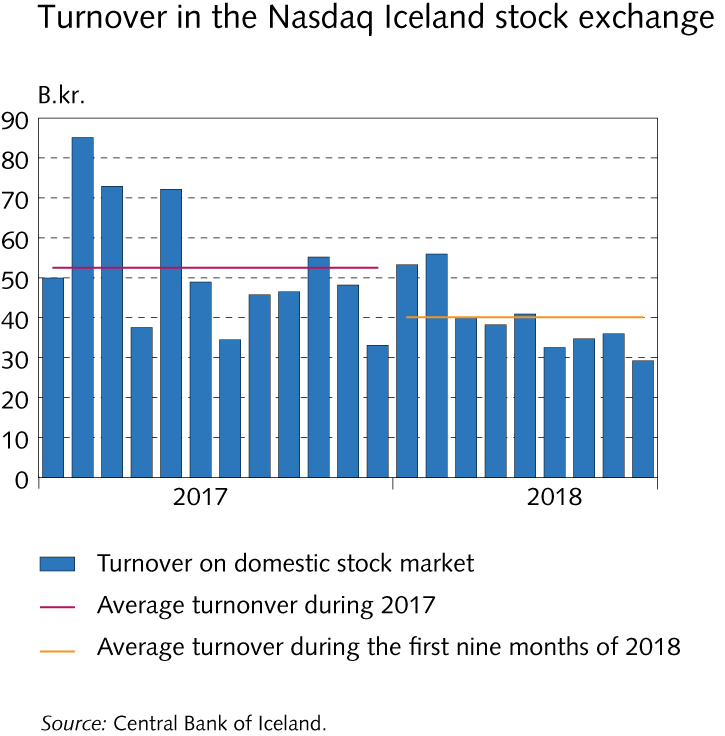 Turnover in the Nasdaq Iceland stock exchange
B.kr.
90
80
70
60
50
40
30
20
10
0
2017 2018
Turnover on domestic stock market
Average turnonver during 2017
Average turnover during the first nine months of 2018
Source: Central Bank of Iceland.